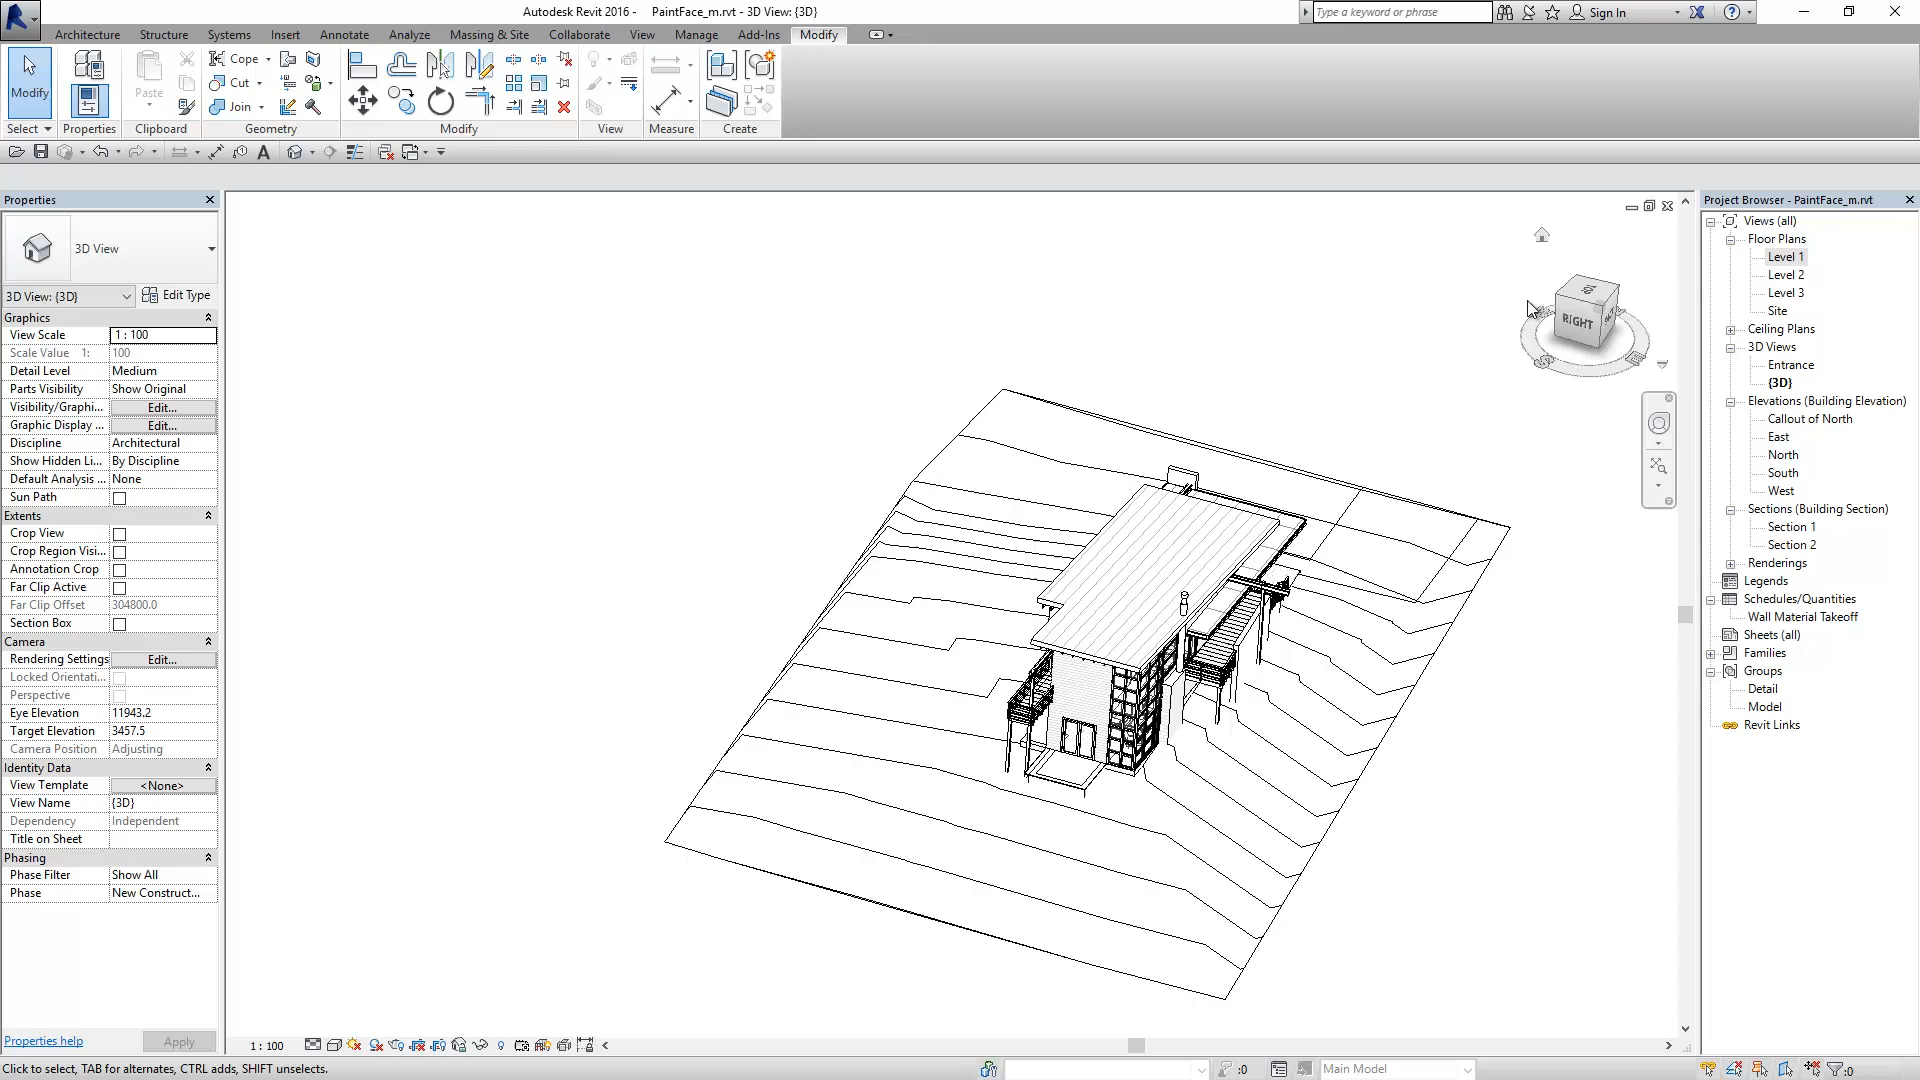 Autodesk Revit 2016 - PaintFace_m.rvt - 3D View: {3D}
Type a keyword or phrase
Sign In
Architecture Structure Systems Insert Annotate Analyze Massing & Site Collaborate View Manage Add-Ins Modify
Modify Paste Cope
Cut
Join
Select Properties Clipboard Geometry Modify View Measure Create
Properties
3D View
3D View: {3D} Edit Type
Graphics
View Scale 1 : 100
Scale Value 1: 100
Detail Level Medium
Parts Visibility Show Original
Visibility/Graphi... Edit...
Graphic Display ... Edit...
Discipline Architectural
Show Hidden Li... By Discipline
Default Analysis ... None
Sun Path
Extents
Crop View
Crop Region Visi...
Annotation Crop
Far Clip Active
Far Clip Offset 304800.0
Section Box
Camera
Rendering Settings Edit...
Locked Orientati...
Perspective
Eye Elevation 11943.2
Target Elevation 3457.5
Camera Position Adjusting
Identity Data
View Template <None>
View Name {3D}
Dependency Independent
Title on Sheet
Phasing
Phase Filter Show All
Phase New Construct...
Properties help Apply
RIGHT
1 : 100
Project Browser - PaintFace_m.rvt
Views (all)
Floor Plans
Level 1
Level 2
Level 3
Site
Ceiling Plans
3D Views
Entrance
{3D}
Elevations (Building Elevation)
Callout of North
East
North
South
West
Sections (Building Section)
Section 1
Section 2
Renderings
Legends
Schedules/Quantities
Wall Material Takeoff
Sheets (all)
Families
Groups
Detail
Model
Revit Links
Click to select, TAB for alternates, CTRL adds, SHIFT unselects.
:0
Main Model
:0